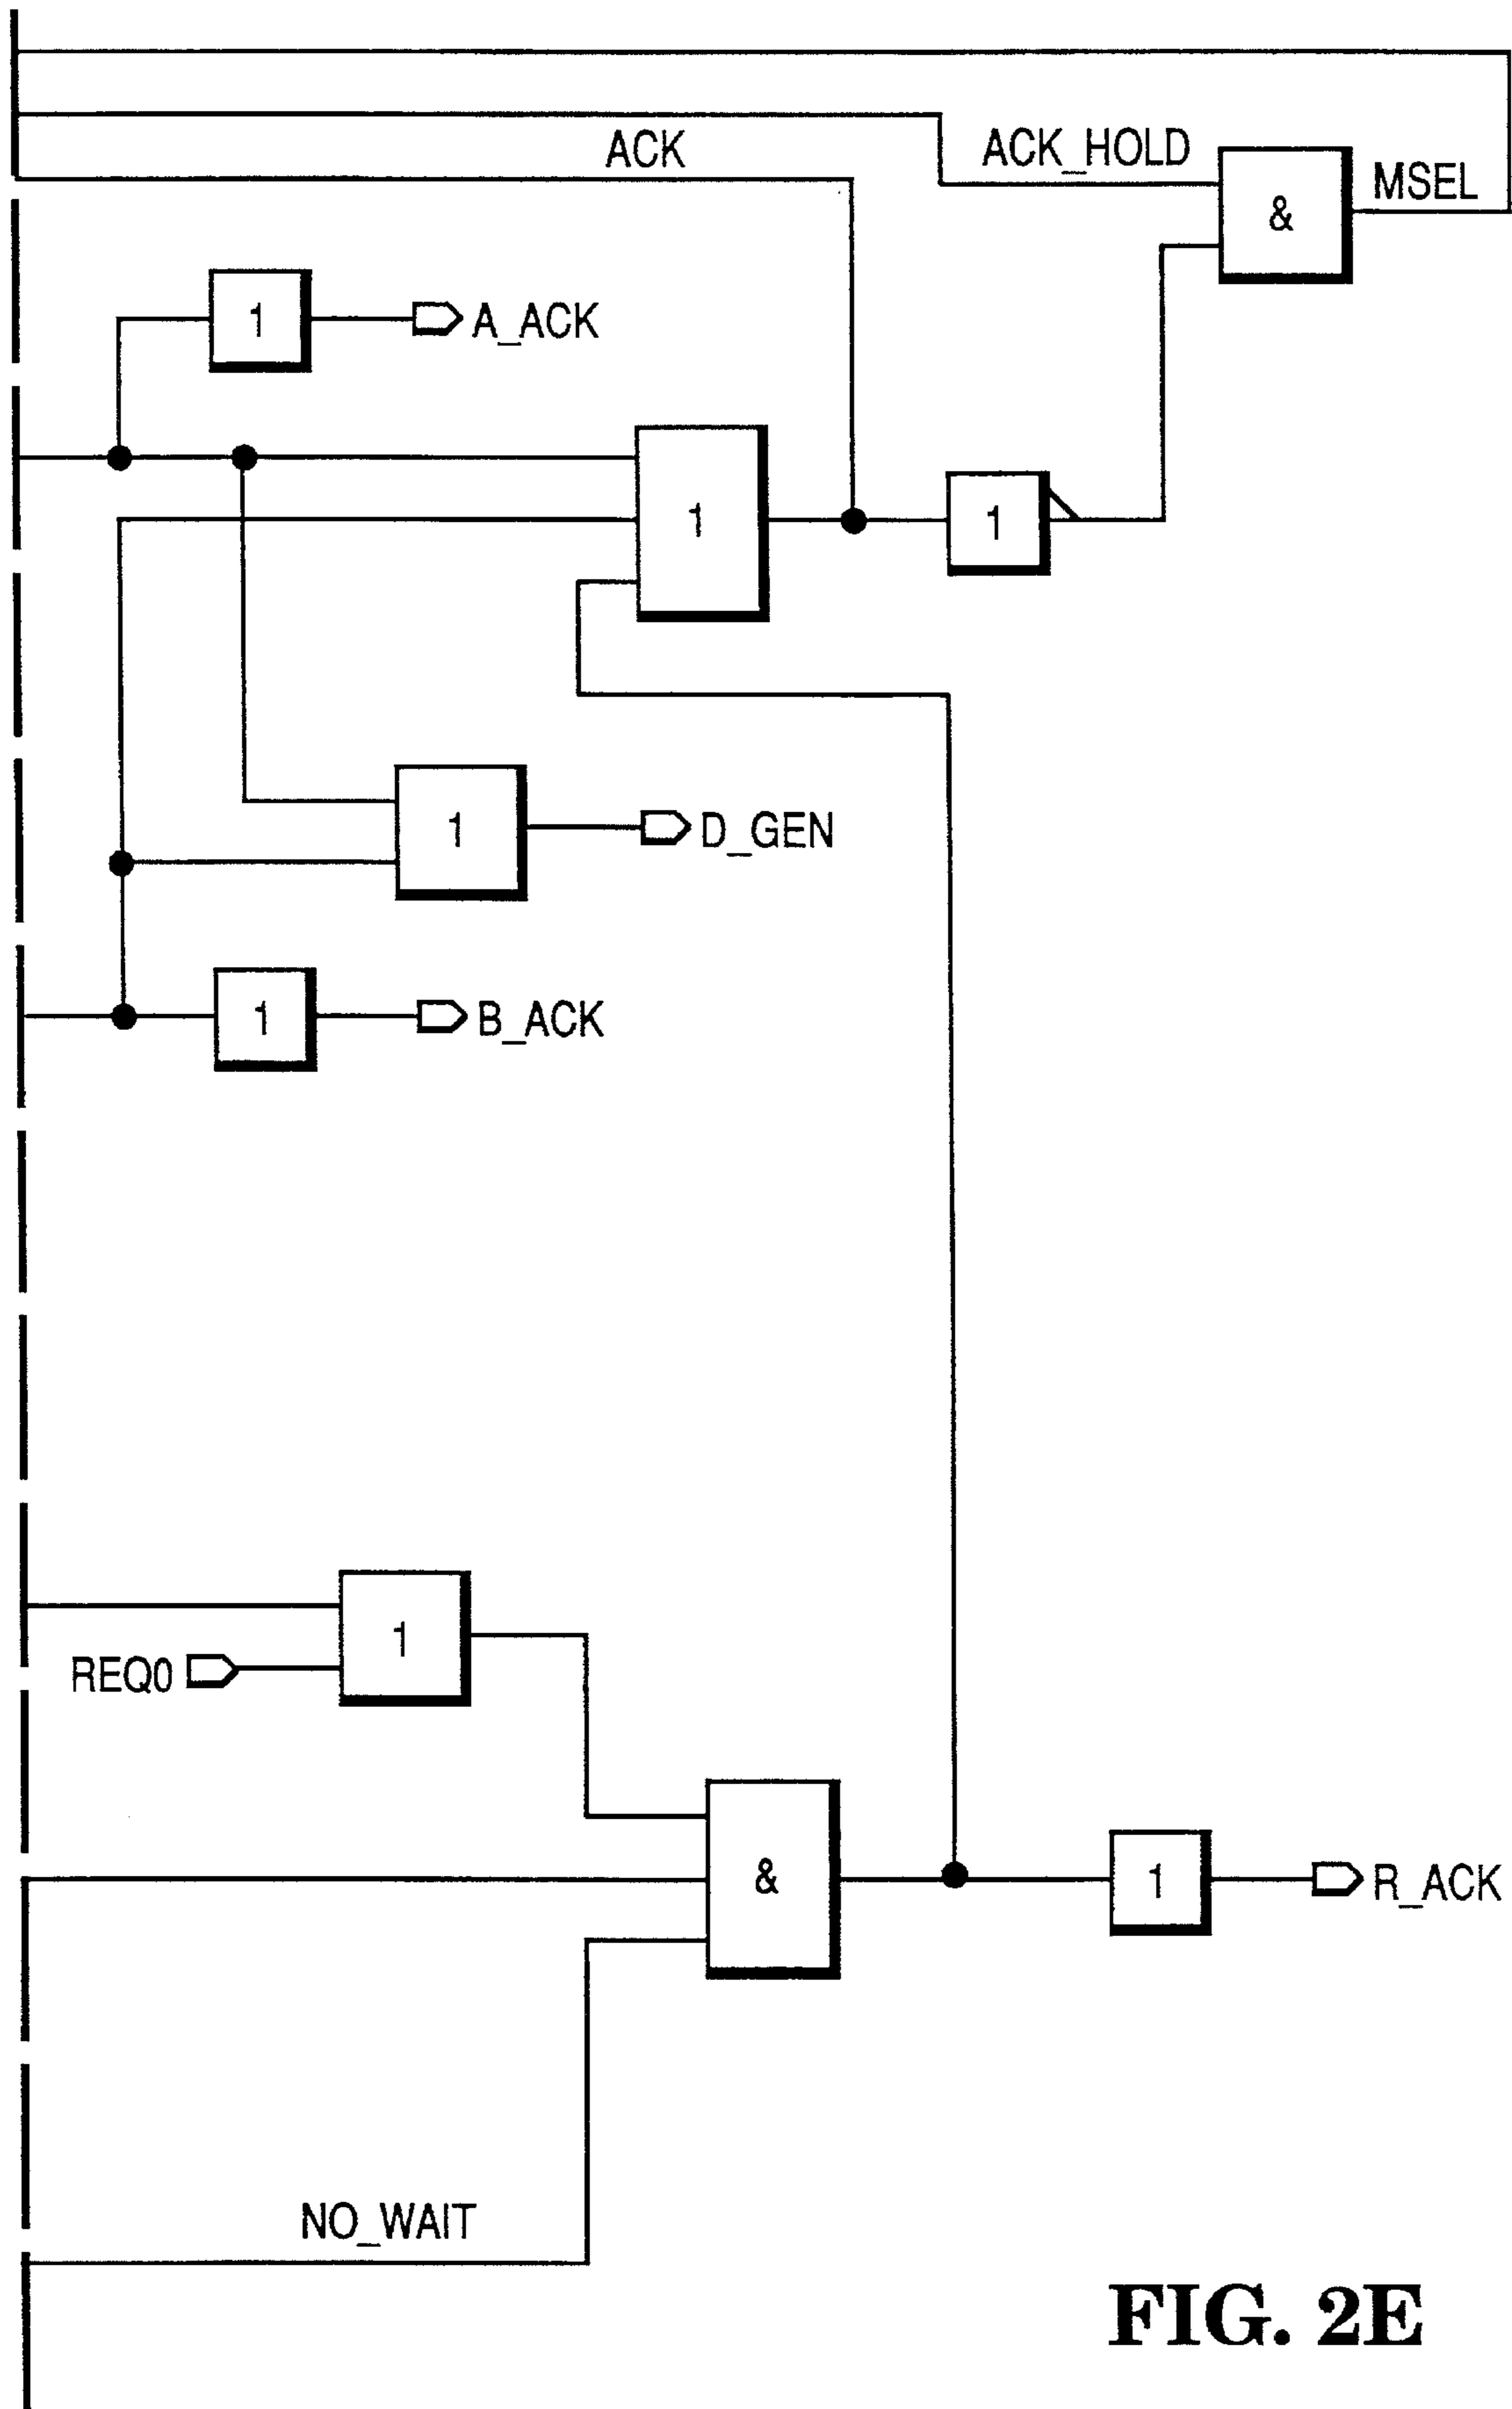 ACK
ACK_HOLD
MSEL
&
1
A_ACK
1
1
1
D_GEN
1
B_ACK
1
REQ0
&
1
R_ACK
NO_WAIT
FIG. 2E